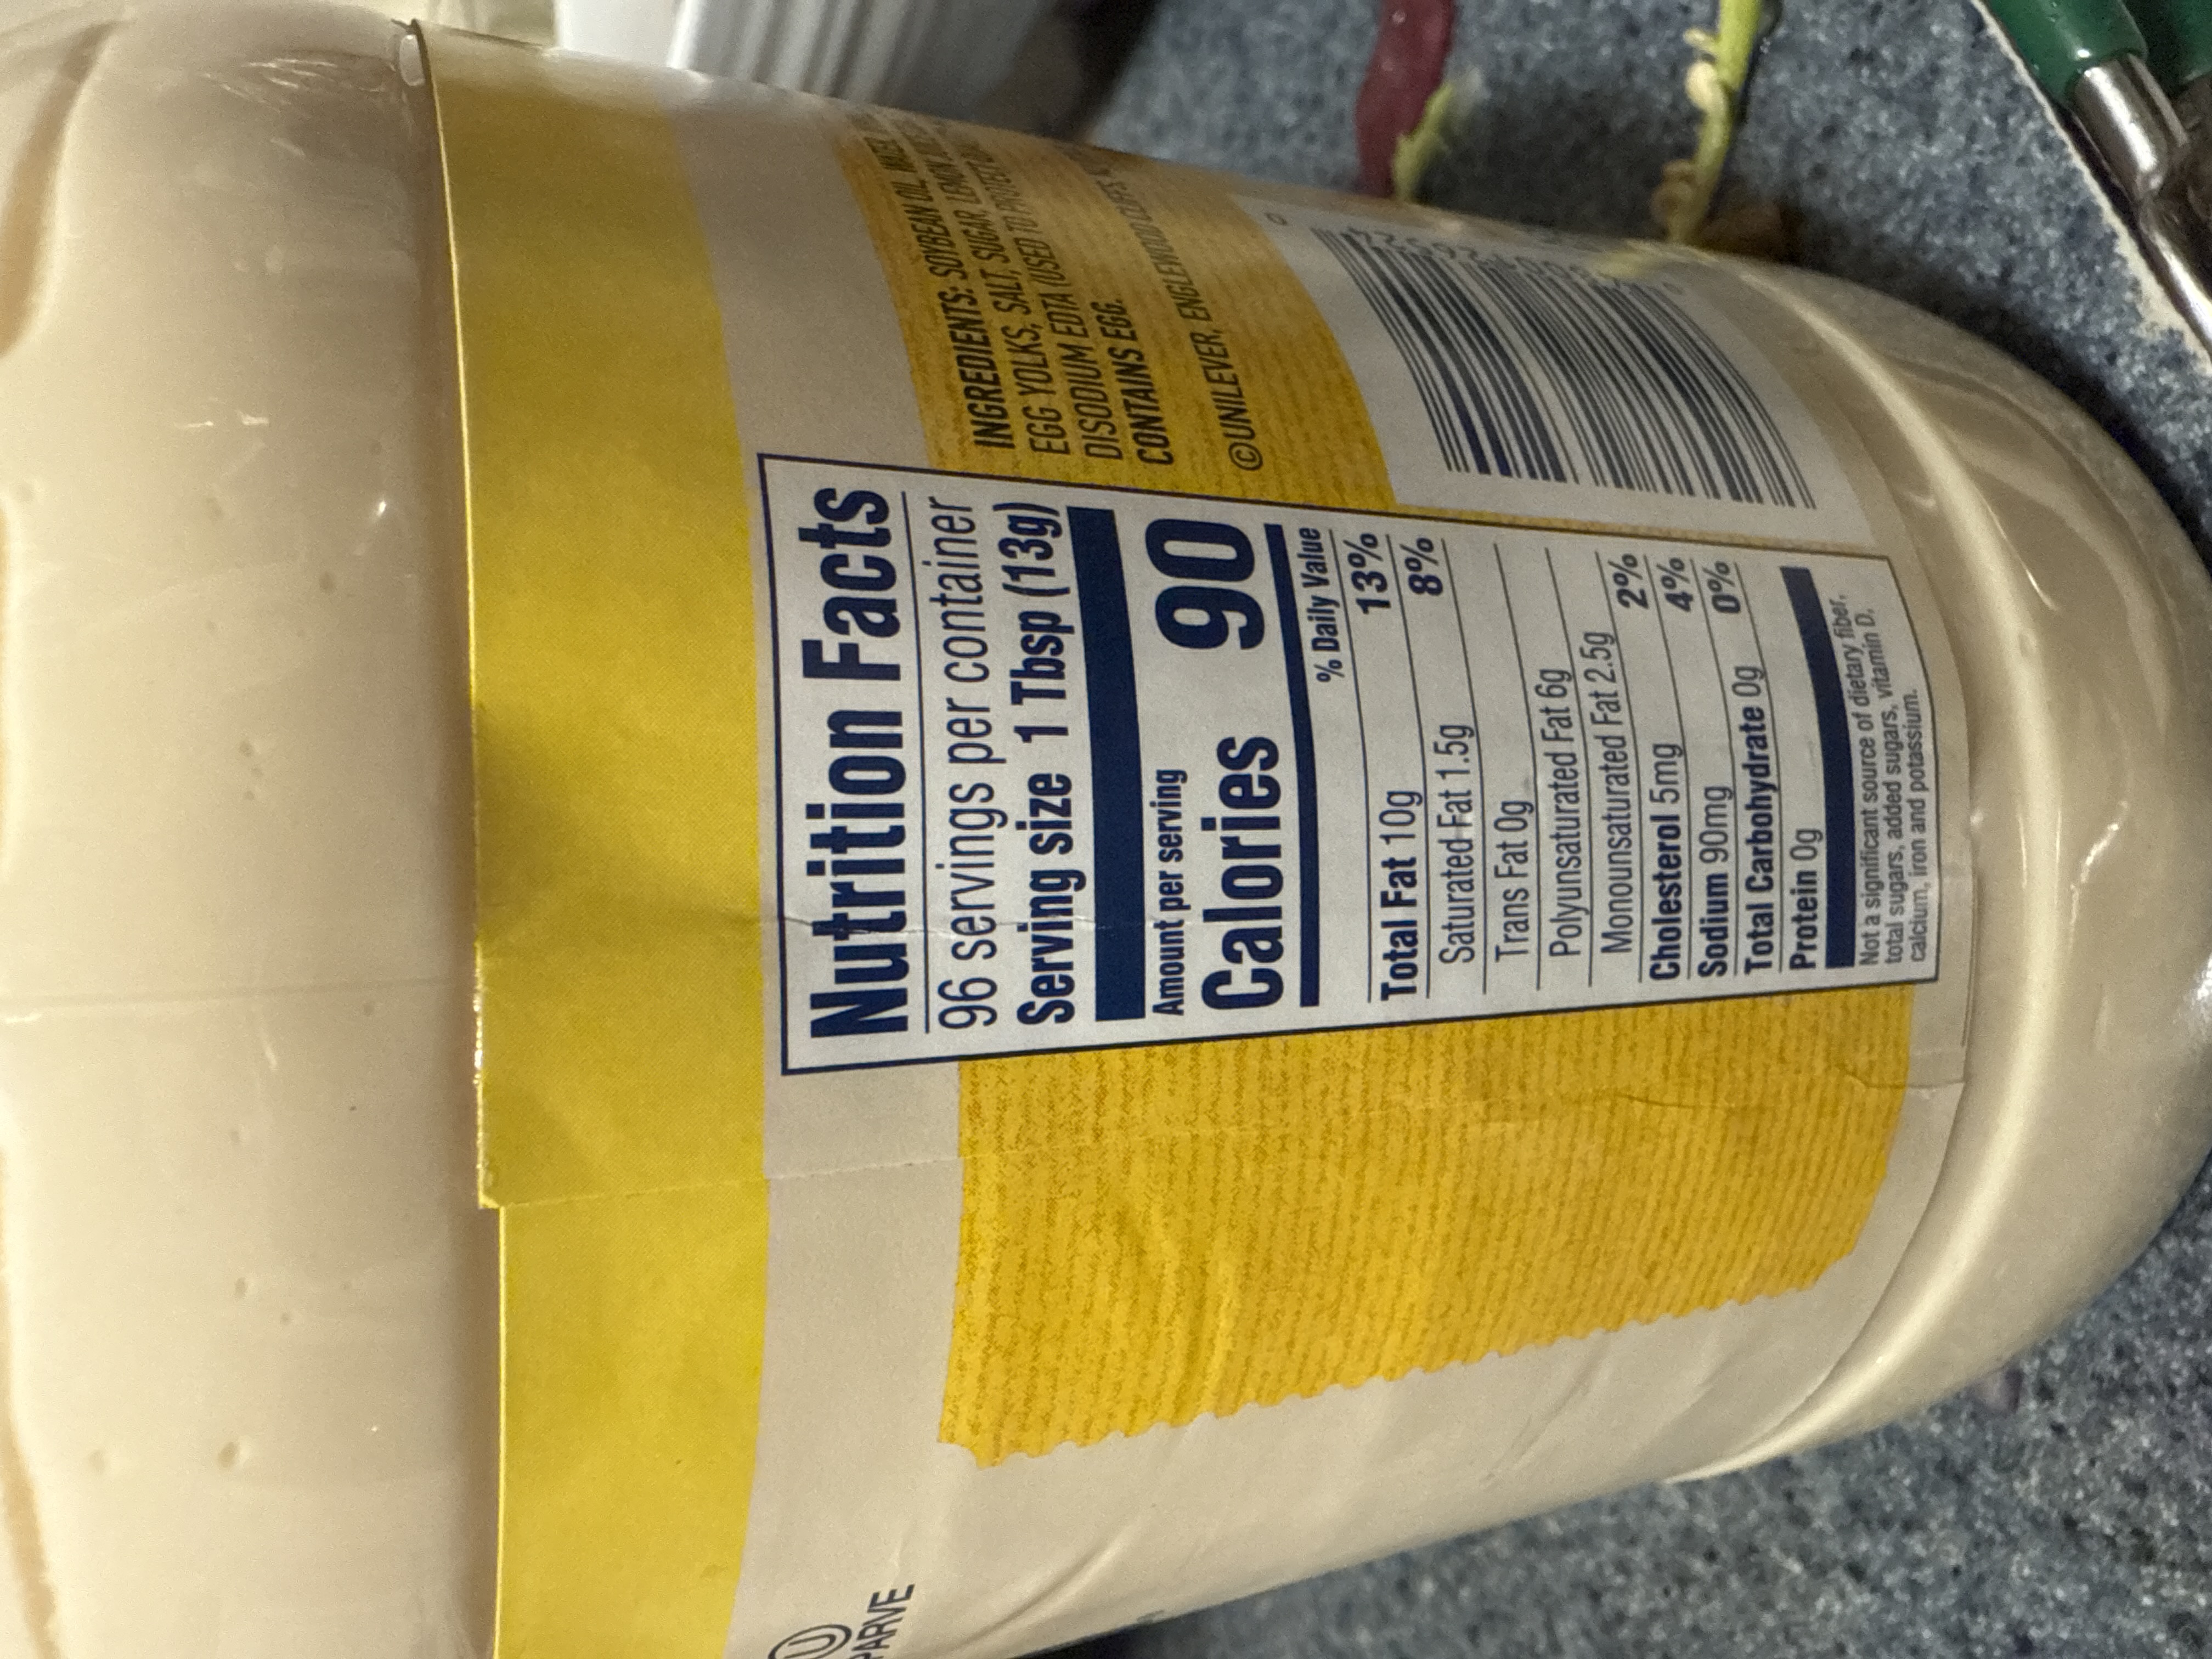 Nutrition Facts
96 servings per container
Serving size 1 Tbsp (13g)
Amount per serving
Calories 90
% Daily Value
Total Fat 10g 13%
Saturated Fat 1.5g 8%
Trans Fat 0g
Polyunsaturated Fat 6g
Monounsaturated Fat 2.5g
Cholesterol 5mg 2%
Sodium 90mg 4%
Total Carbohydrate 0g 0%
Protein 0g
Not a significant source of dietary fiber,
total sugars, added sugars, vitamin D,
calcium, iron and potassium.
INGREDIENTS: SOYBEAN OIL,
EGG YOLKS, SALT, SUGAR, LEMON
DISODIUM EDTA (USED TO PROTECT
CONTAINS EGG.
©UNILEVER, ENGLEWOOD CLIFFS
U
PARVE